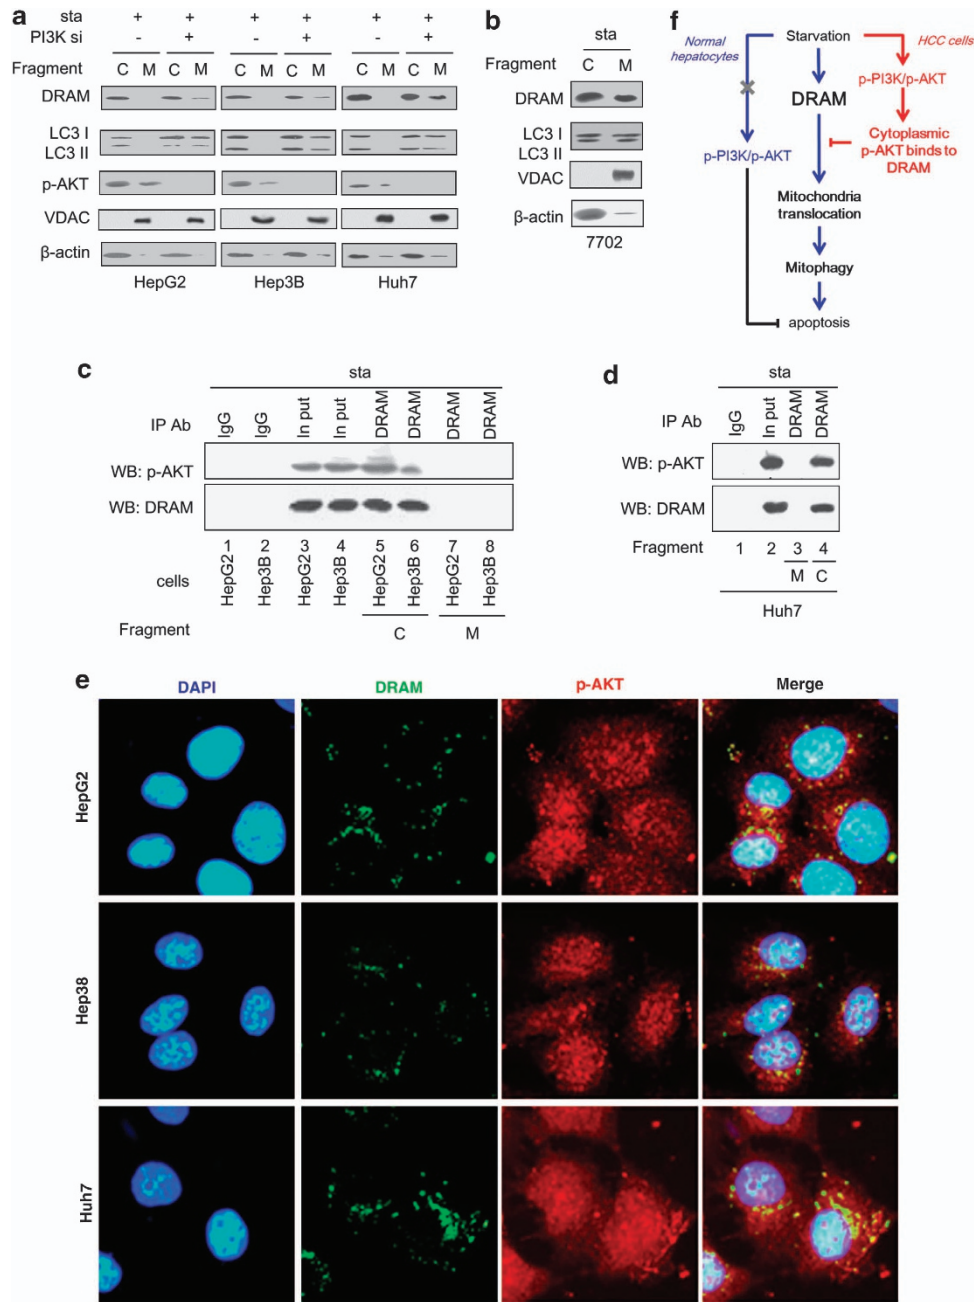 a
sta + + + + + +
PI3K si - + - + - +
Fragment C M C M C M C M C M C M
DRAM
LC3 I
LC3 II
p-AKT
VDAC
β-actin
HepG2 Hep3B Huh7
b
sta
Fragment C M
DRAM
LC3 I
LC3 II
VDAC
β-actin
7702
f
Normal
hepatocytes
Starvation
HCC cells
p-PI3K/p-AKT
DRAM
Cytoplasmic
p-AKT binds to
DRAM
p-PI3K/p-AKT
Mitochondria
translocation
Mitophagy
apoptosis
c
sta
IP Ab IgG IgG In put In put DRAM DRAM DRAM DRAM
WB: p-AKT
WB: DRAM
1 2 3 4 5 6 7 8
cells HepG2 Hep3B HepG2 Hep3B HepG2 Hep3B HepG2 Hep3B
Fragment C M
d
sta
IP Ab IgG In put DRAM DRAM
WB: p-AKT
WB: DRAM
Fragment 1 2 3 4
M C
Huh7
e
DAPI DRAM p-AKT Merge
HepG2
Hep38
Huh7